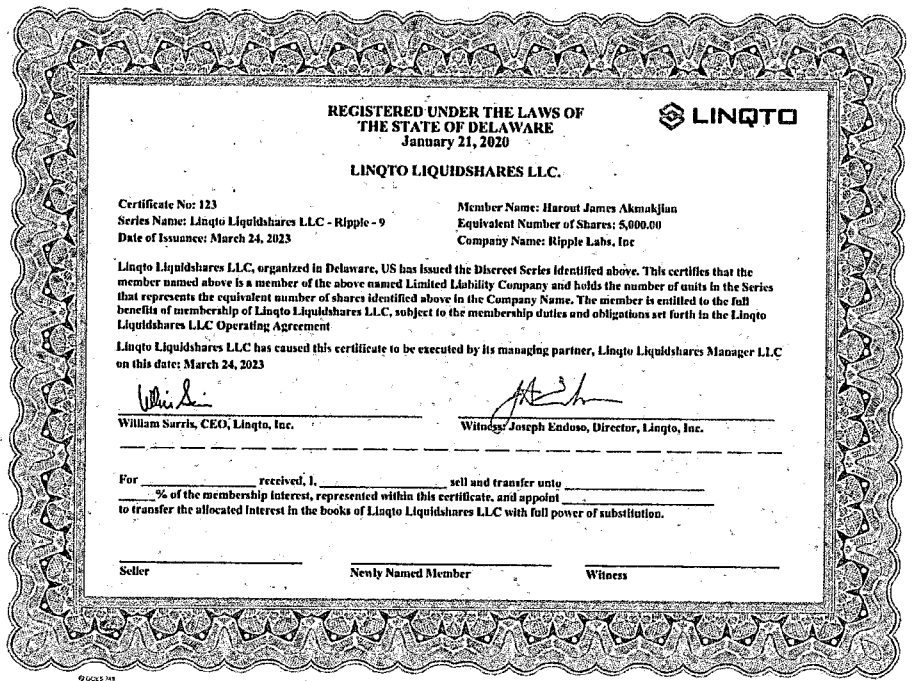 REGISTERED UNDER THE LAWS OF
THE STATE OF DELAWARE
January 21, 2020
LINQTO
LINQTO LIQUIDSHARES LLC.
Certificate No: 123
Series Name: Linqto Liquidshares LLC - Ripple - 9
Date of Issuance: March 24, 2023
Member Name: Harout James Akmakjian
Equivalent Number of Shares: 5,000.00
Company Name: Ripple Labs, Inc
Linqto Liquidshares LLC, organized in Delaware, US has issued the Discreet Series identified above. This certifies that the
member named above is a member of the above named Limited Liability Company and holds the number of units in the Series
that represents the equivalent number of shares identified above in the Company Name. The member is entitled to the full
benefits of membership of Linqto Liquidshares LLC, subject to the membership duties and obligations set forth in the Linqto
Liquidshares LLC Operating Agreement
Linqto Liquidshares LLC has caused this certificate to be executed by its managing partner, Linqto Liquidshares Manager LLC
on this date: March 24, 2023
William Sarris, CEO, Linqto, Inc.
Witness: Joseph Endoso, Director, Linqto, Inc.
For ____________ received, I, ____________ sell and transfer unto ____________
_____% of the membership interest, represented within this certificate, and appoint ____________
to transfer the allocated interest in the books of Linqto Liquidshares LLC with full power of substitution.
Seller
Newly Named Member
Witness